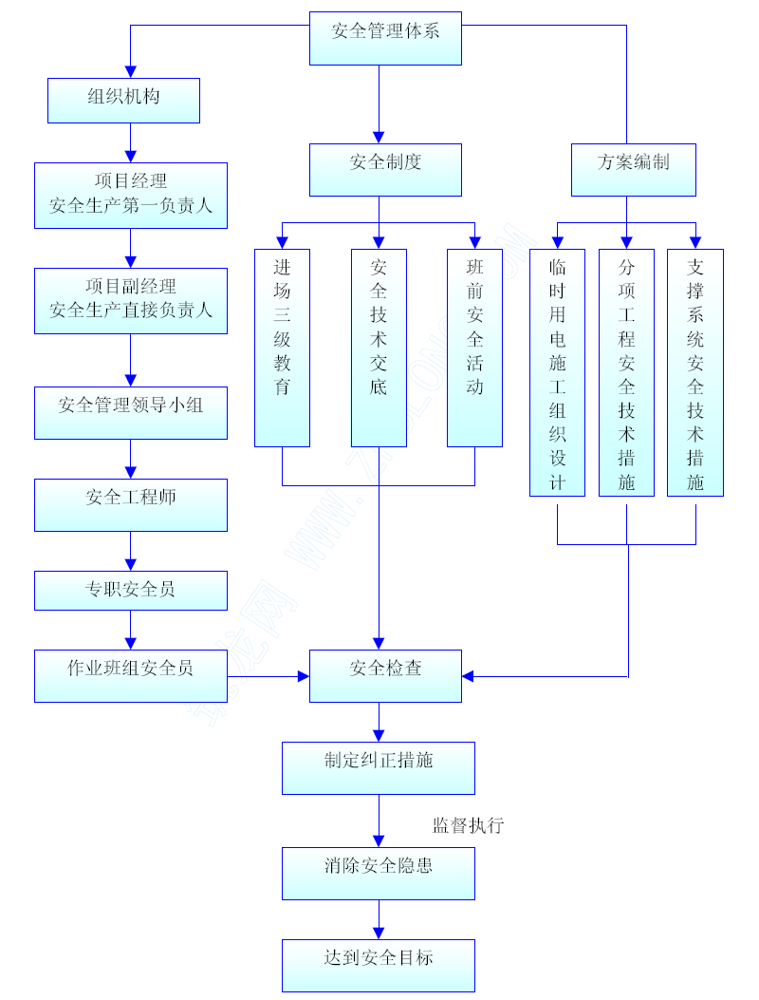 安全管理体系
组织机构
项目经理
安全生产第一负责人
项目副经理
安全生产直接负责人
安全管理领导小组
安全工程师
专职安全员
作业班组安全员
安全制度
进场三级教育
安全技术交底
班前安全活动
方案编制
临时用电施工组织设计
分项工程安全技术措施
支撑系统安全技术措施
安全检查
制定纠正措施
监督执行
消除安全隐患
达到安全目标